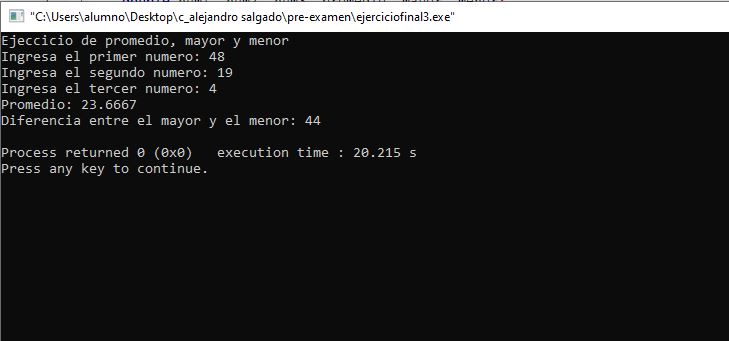 "C:\Users\alumno\Desktop\c_alejandro salgado\pre-examen\ejerciciofinal3.exe"
Ejeccicio de promedio, mayor y menor
Ingresa el primer numero: 48
Ingresa el segundo numero: 19
Ingresa el tercer numero: 4
Promedio: 23.6667
Diferencia entre el mayor y el menor: 44
Process returned 0 (0x0)   execution time : 20.215 s
Press any key to continue.